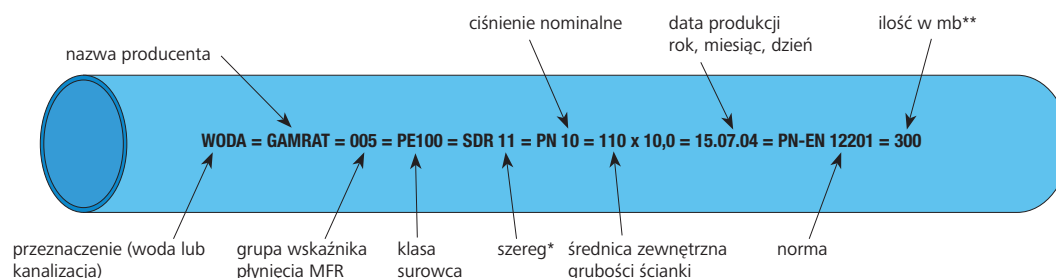 ciśnienie nominalne
data produkcji
rok, miesiąc, dzień
ilość w mb**
nazwa producenta
WODA = GAMRAT = 005 = PE100 = SDR 11 = PN 10 = 110 x 10,0 = 15.07.04 = PN-EN 12201 = 300
przeznaczenie (woda lub
kanalizacja)
grupa wskaźnika
płynięcia MFR
klasa
surowca
szereg*
średnica zewnętrzna
grubości ścianki
norma